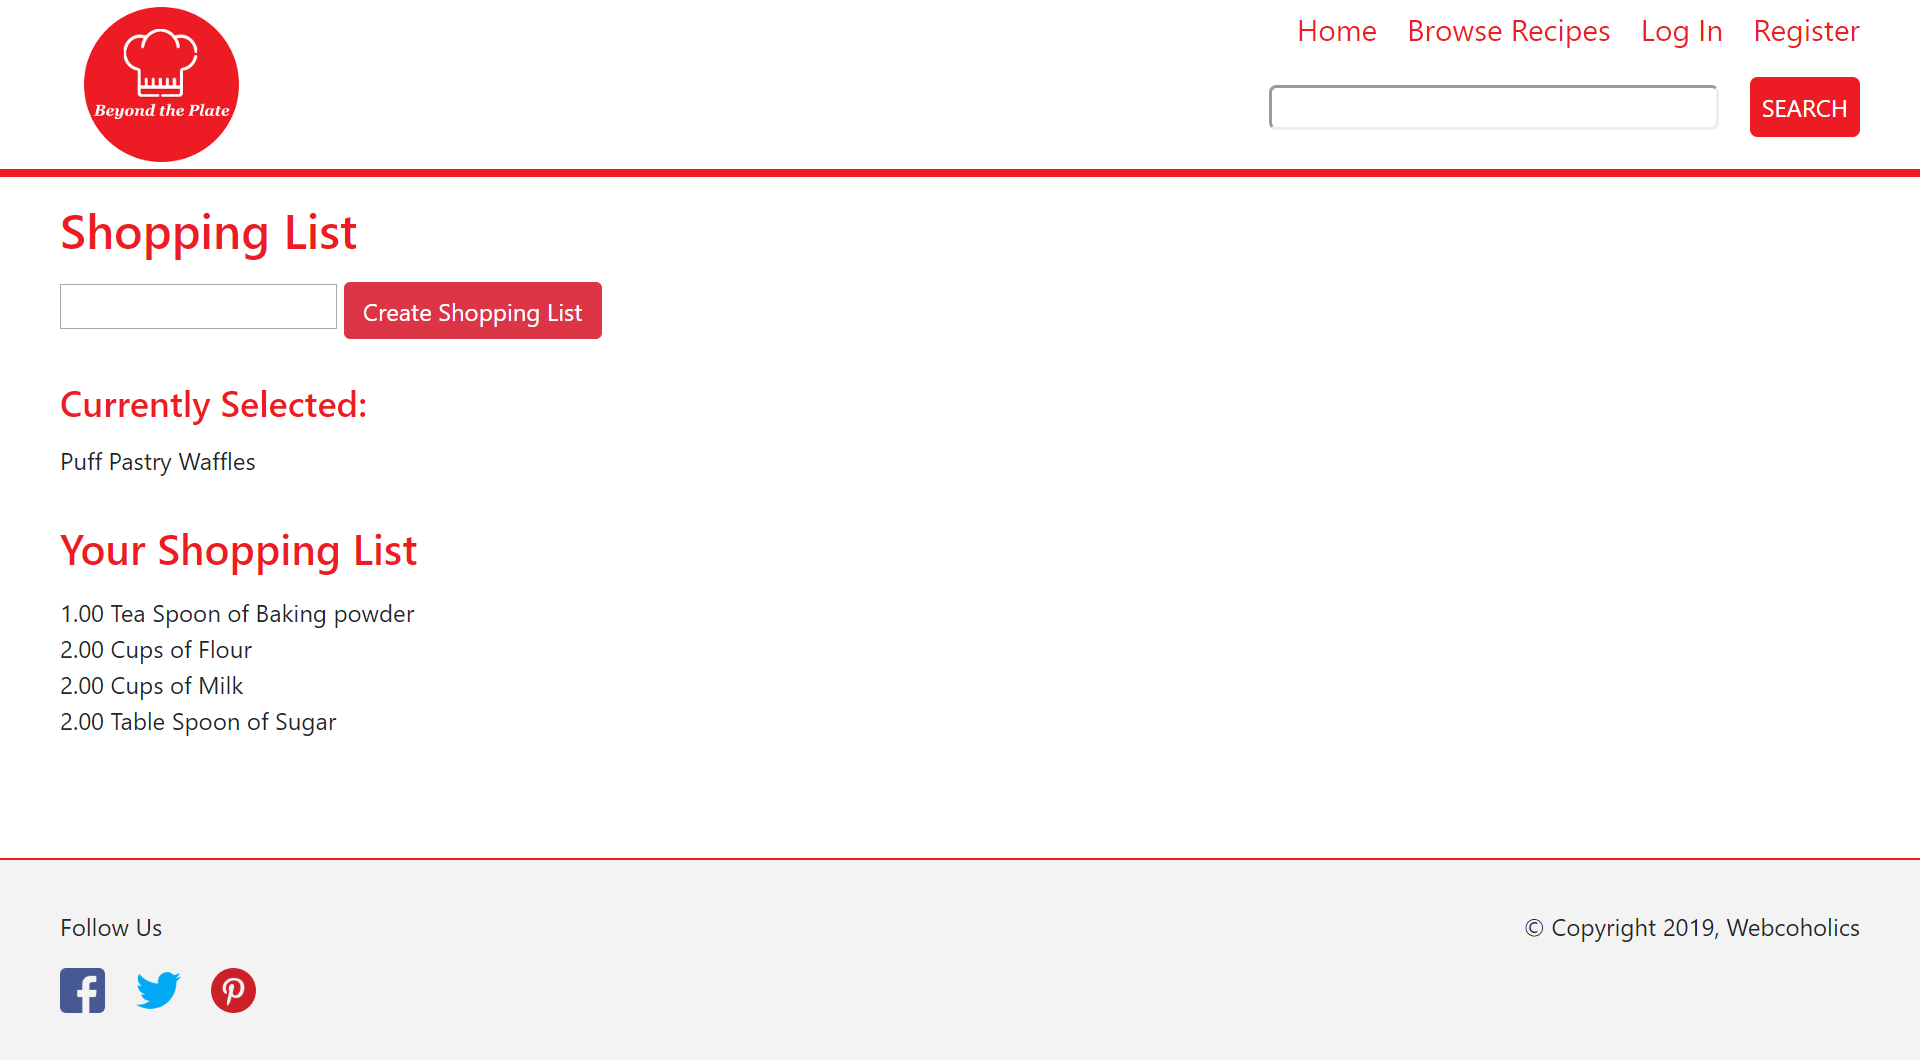 Beyond the Plate
Home Browse Recipes Log In Register
SEARCH
Shopping List
Create Shopping List
Currently Selected:
Puff Pastry Waffles
Your Shopping List
1.00 Tea Spoon of Baking powder
2.00 Cups of Flour
2.00 Cups of Milk
2.00 Table Spoon of Sugar
Follow Us
© Copyright 2019, Webcoholics